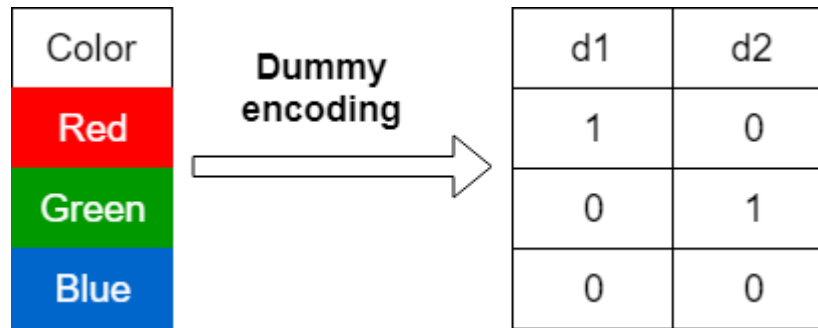 Color
Dummy
encoding
d1 d2
Red
1 0
Green
0 1
Blue
0 0